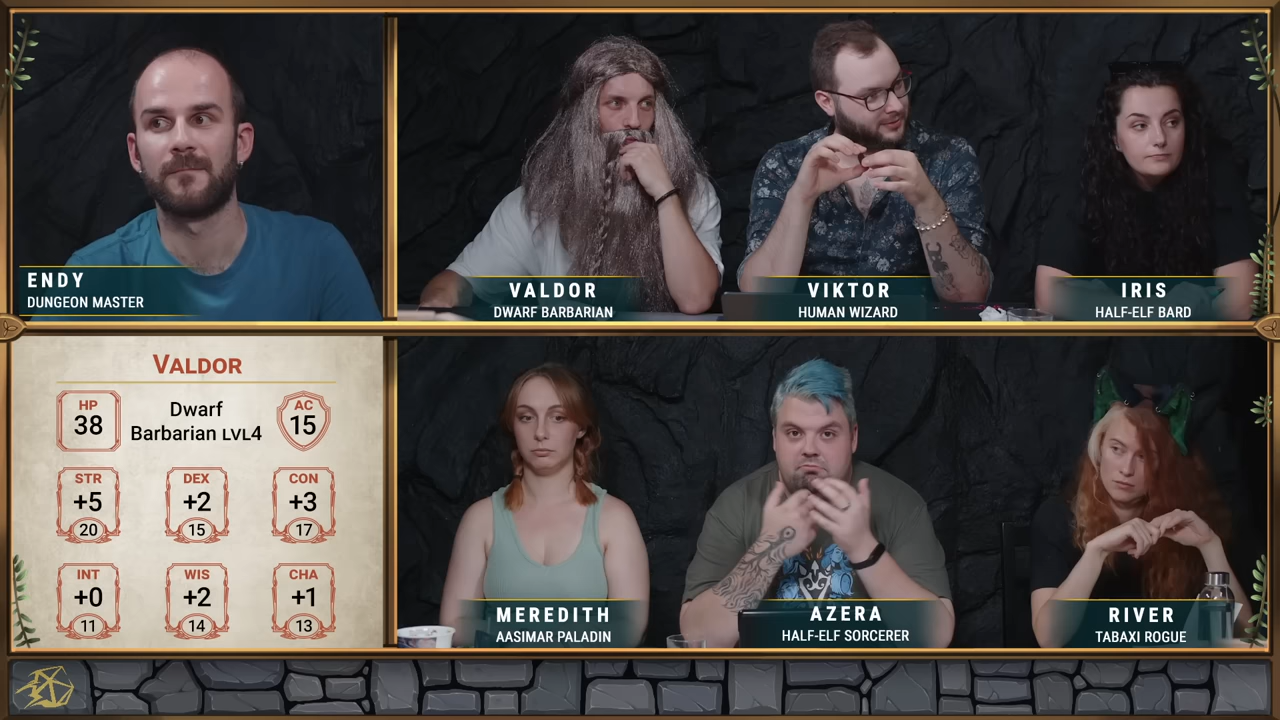 ENDY
DUNGEON MASTER
VALDOR
DWARF BARBARIAN
VIKTOR
HUMAN WIZARD
IRIS
HALF-ELF BARD
VALDOR
HP
38
Dwarf
Barbarian LVL4
AC
15
STR
+5
20
DEX
+2
15
CON
+3
17
INT
+0
11
WIS
+2
14
CHA
+1
13
MEREDITH
AASIMAR PALADIN
AZERA
HALF-ELF SORCERER
RIVER
TABAXI ROGUE